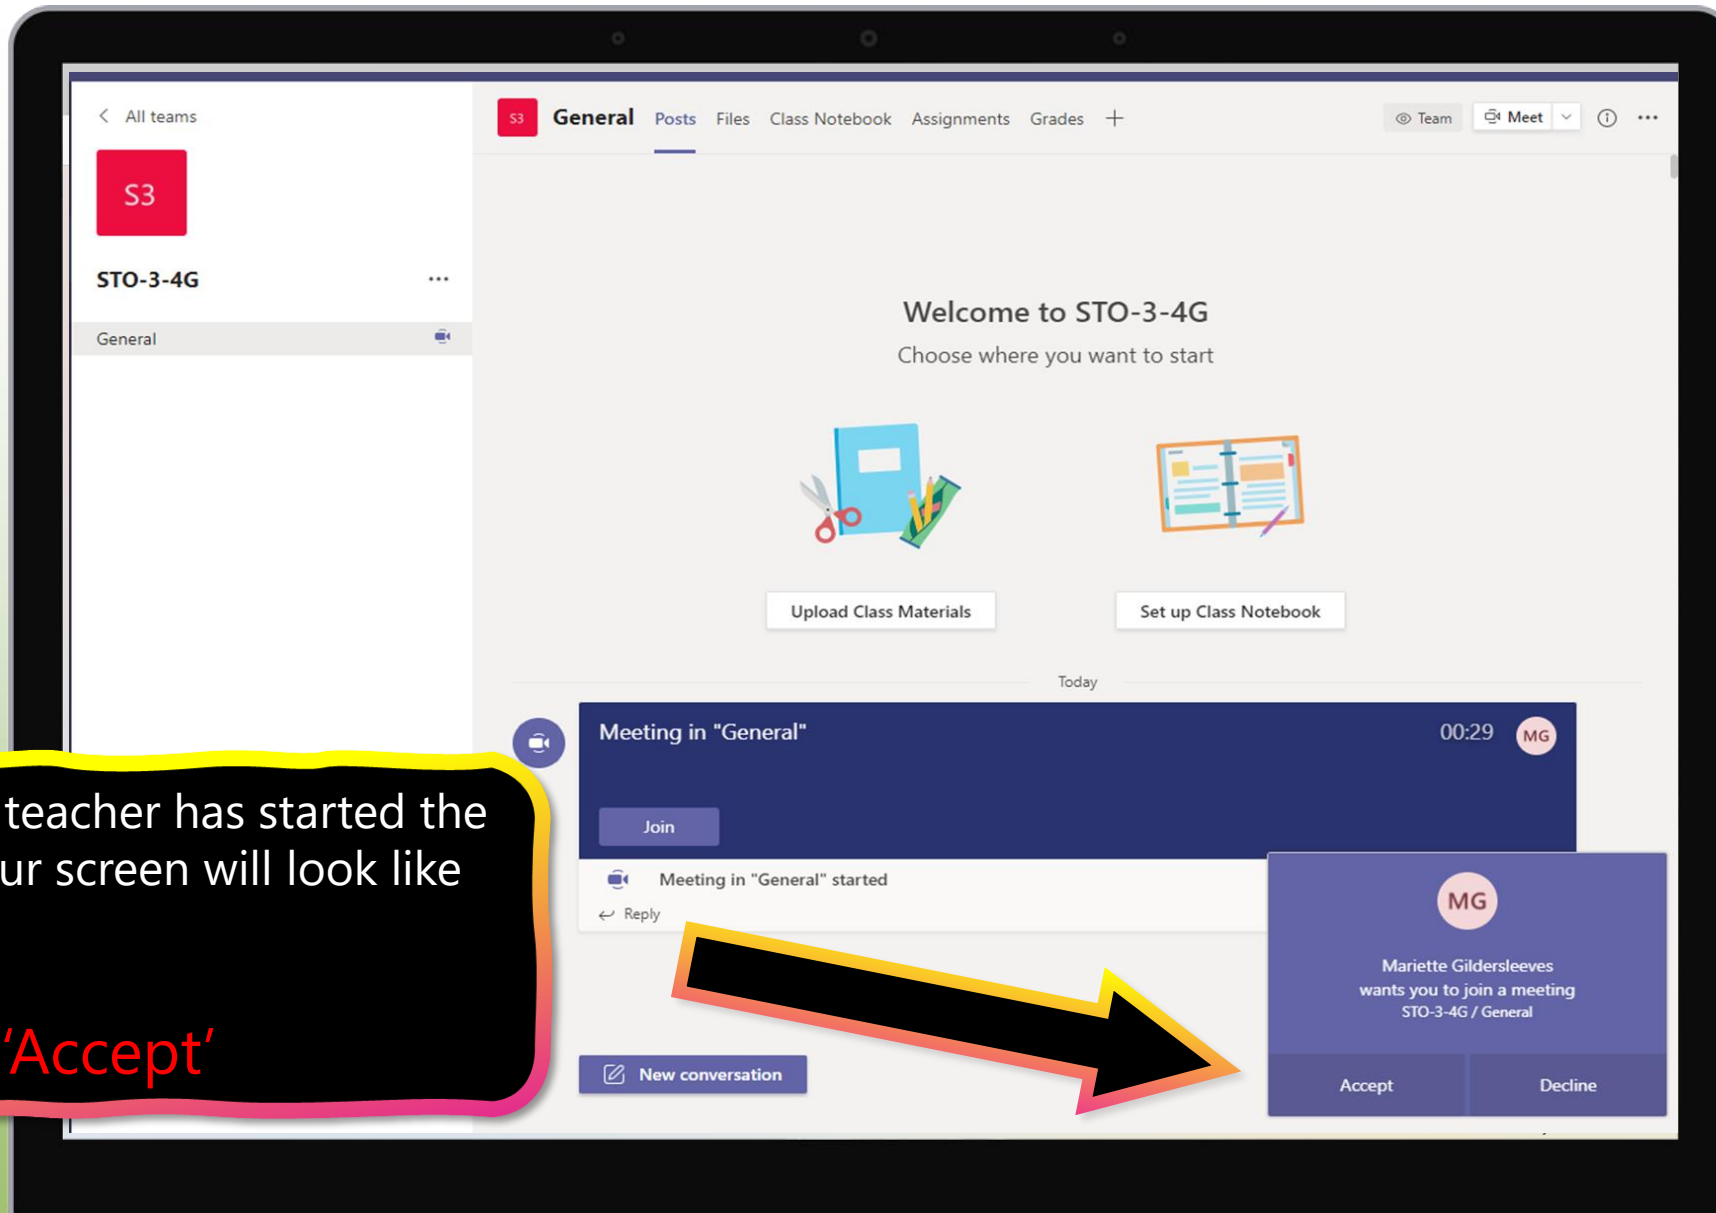 All teams
S3
STO-3-4G
General
S3 General Posts Files Class Notebook Assignments Grades
Team Meet
Welcome to STO-3-4G
Choose where you want to start
Upload Class Materials
Set up Class Notebook
Today
Meeting in "General"
00:29
MG
Join
Meeting in "General" started
Reply
New conversation
MG
Mariette Gildersleeves
wants you to join a meeting
STO-3-4G / General
Accept
Decline
teacher has started the
screen will look like
‘Accept’